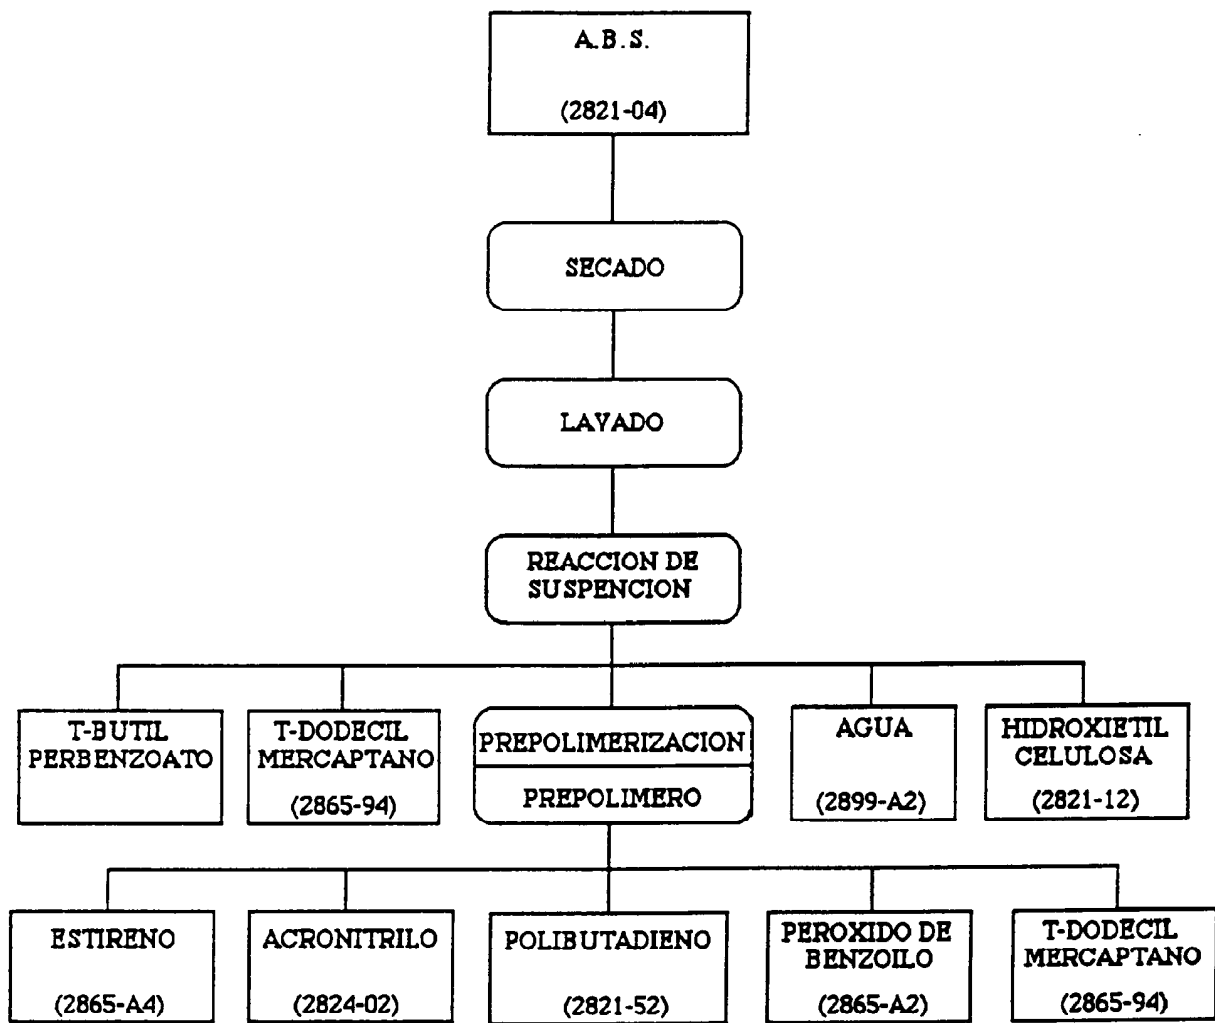 A.B.S.
(2821-04)
SECADO
LAVADO
REACCION DE
SUSPENCION
T-BUTIL
PERBENZOATO
T-DODECIL
MERCAPTANO
(2865-94)
PREPOLIMERIZACION
PREPOLIMERO
AGUA
(2899-A2)
HIDROXIETIL
CELULOSA
(2821-12)
ESTIRENO
(2865-A4)
ACRONITRILO
(2824-02)
POLIBUTADIENO
(2821-52)
PEROXIDO DE
BENZOILO
(2865-A2)
T-DODECIL
MERCAPTANO
(2865-94)